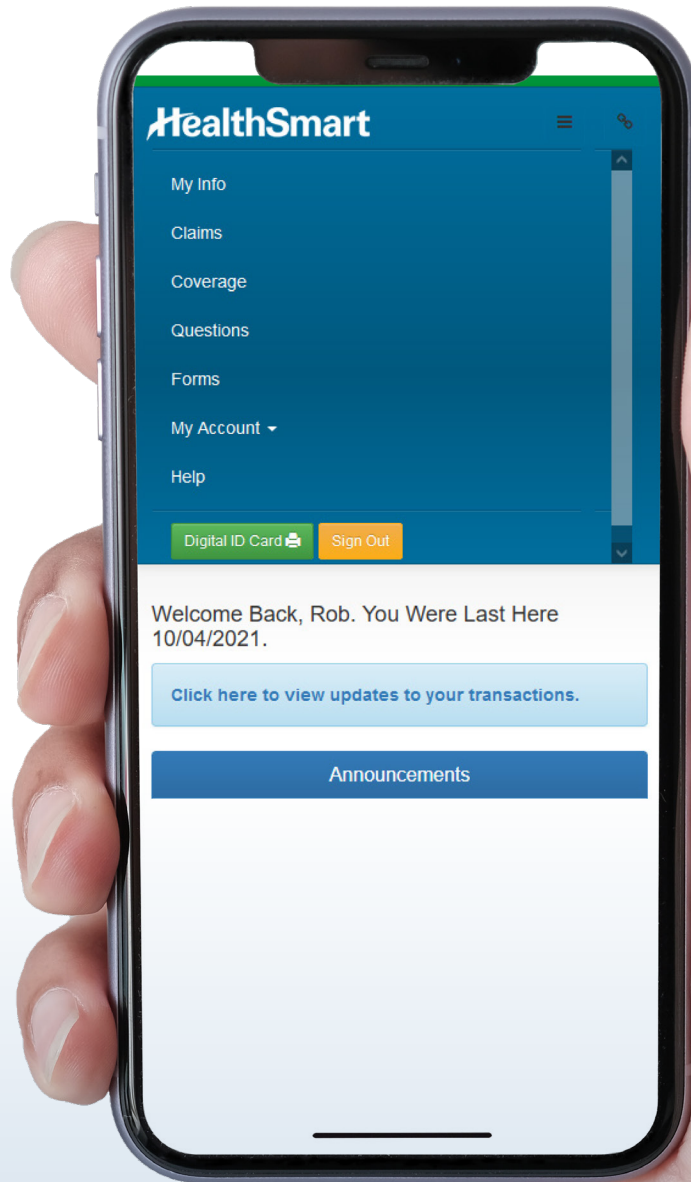 HealthSmart
My Info
Claims
Coverage
Questions
Forms
My Account
Help
Digital ID Card
Sign Out
Welcome Back, Rob. You Were Last Here
10/04/2021.
Click here to view updates to your transactions.
Announcements